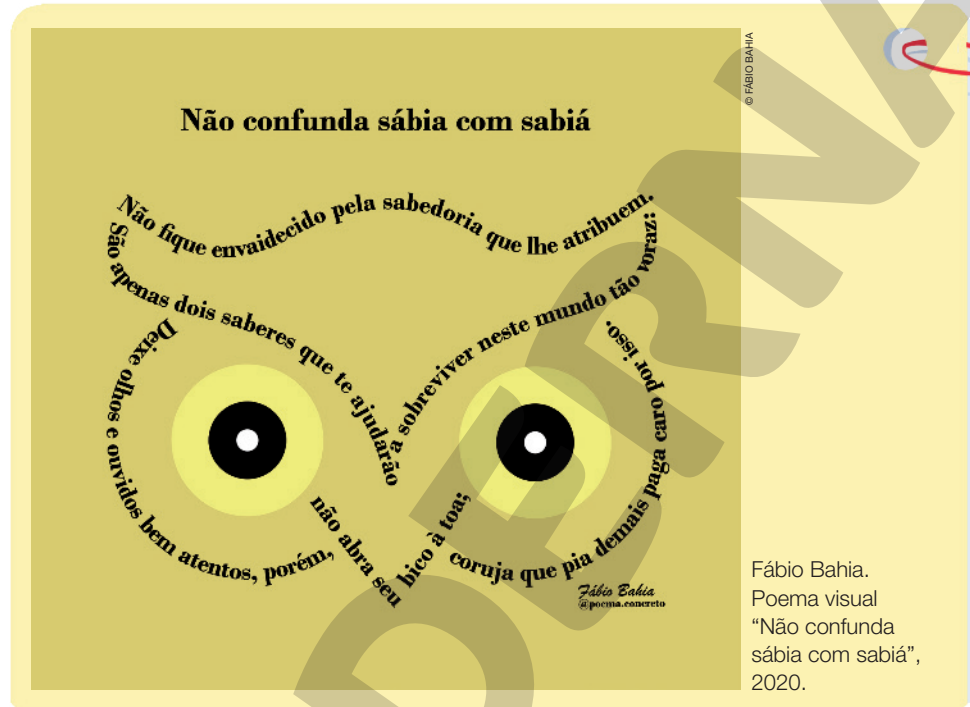 © FÁBIO BAHIA
Não confunda sábia com sabiá
Não fique envaidecido pela sabedoria que lhe atribuem.
São apenas dois saberes que te ajudarão
a sobreviver neste mundo tão voraz:
Deixe olhos e ouvidos bem atentos, porém,
não abra seu
bico à toa;
coruja que pia demais paga caro por isso.
Fábio Bahia
@poema.concreto
Fábio Bahia.
Poema visual
“Não confunda
sábia com sabiá”,
2020.